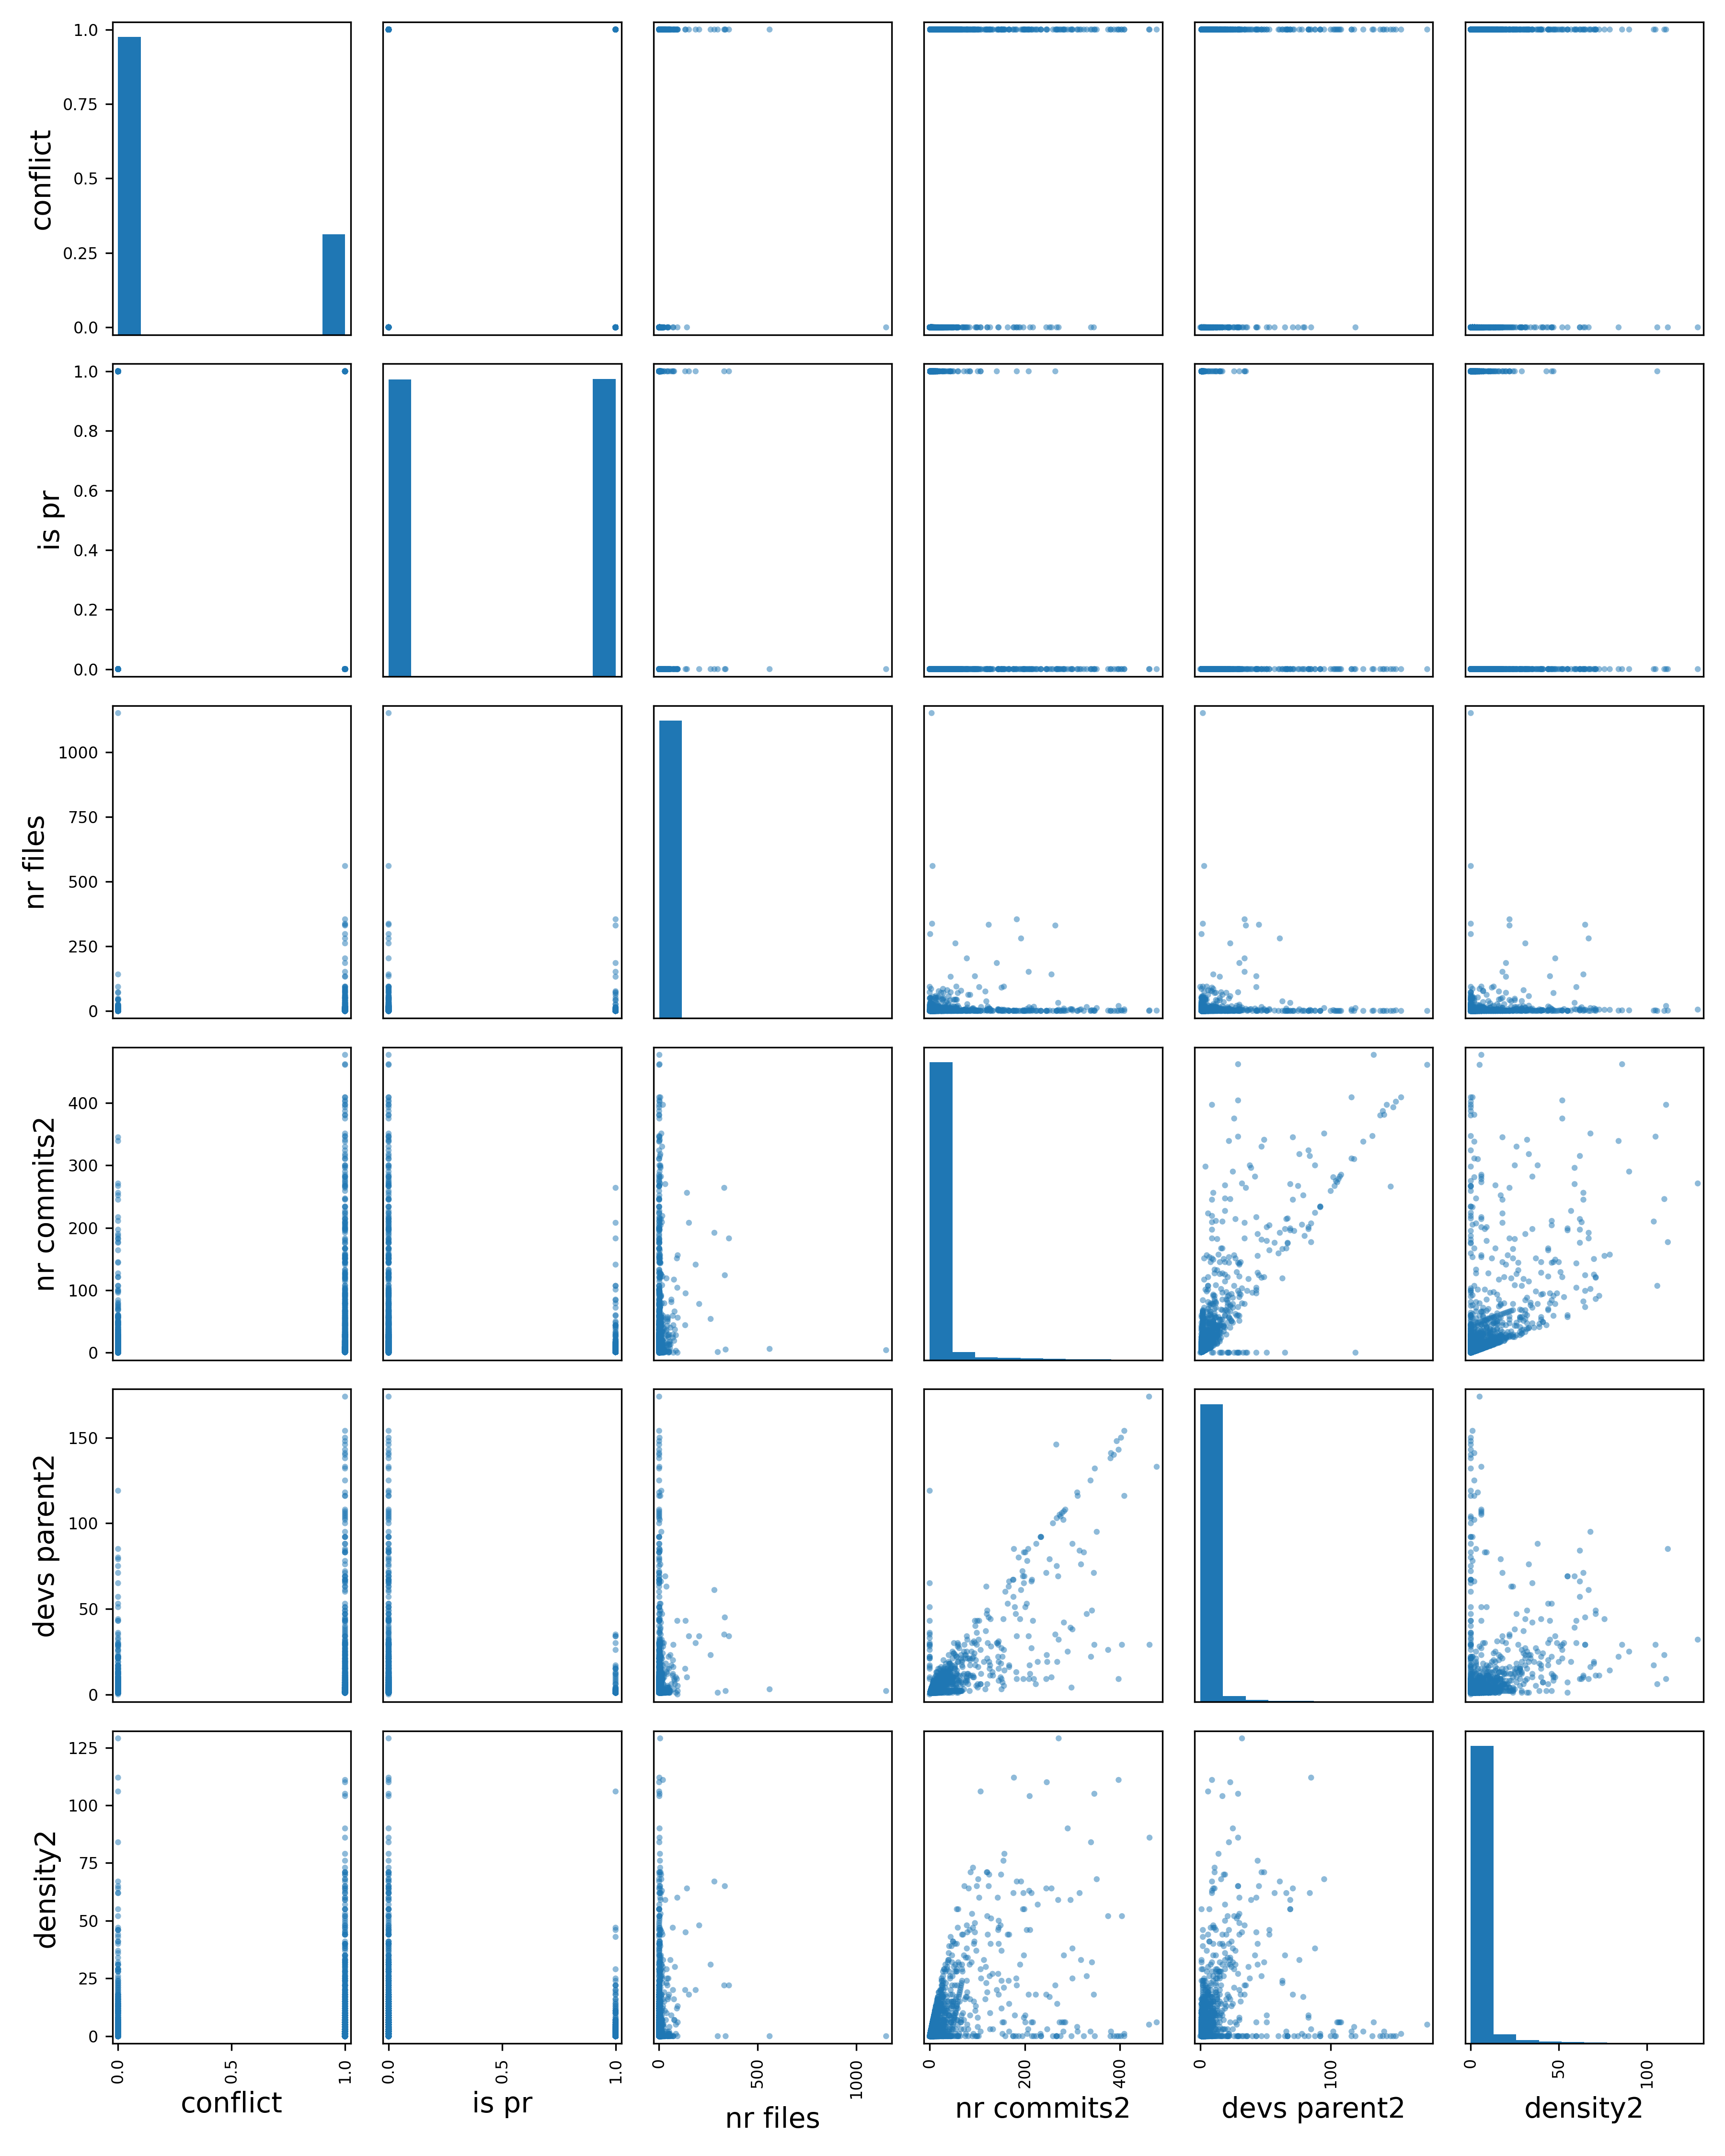 1.0
0.75
0.5
0.25
0.0
conflict
1.0
0.8
0.6
0.4
0.2
0.0
is pr
1000
750
500
250
0
nr files
400
300
200
100
0
nr commits2
150
100
50
0
devs parent2
125
100
75
50
25
0
density2
0.0 0.5 1.0
conflict
0.0 0.5 1.0
is pr
0 500 1000
nr files
0 200 400
nr commits2
0 100
devs parent2
0 50 100
density2